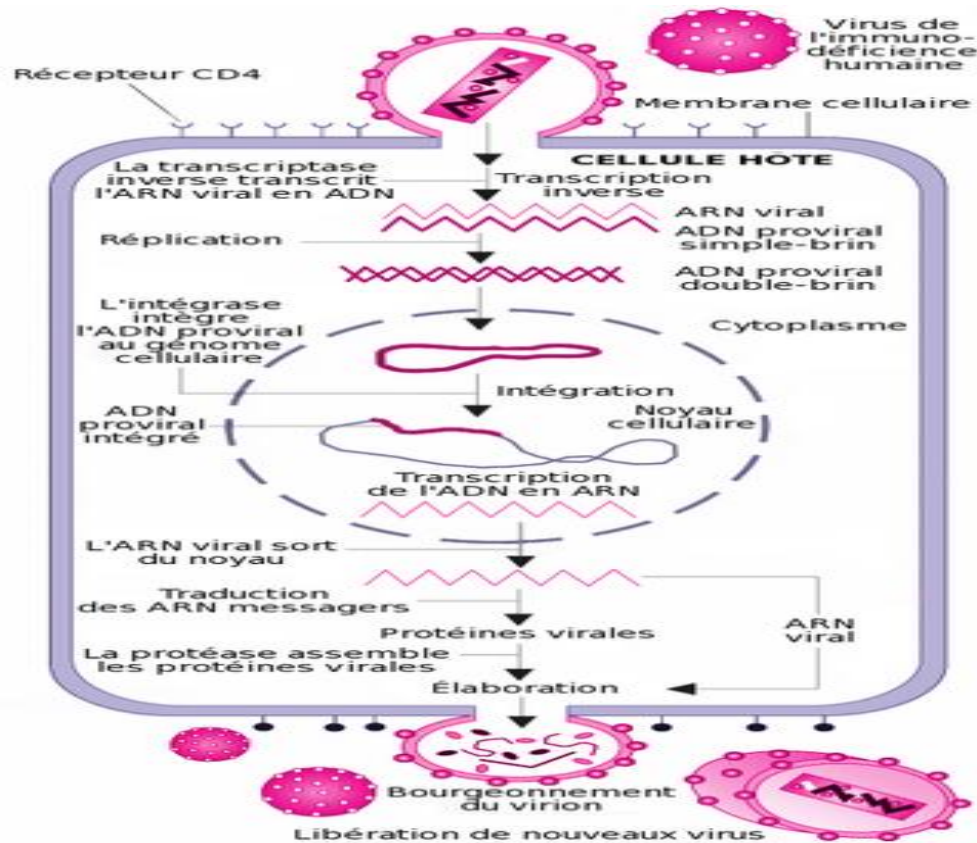 Virus de
l'immuno-
déficience
humaine
Récepteur CD4
Membrane cellulaire
CELLULE HÔTE
La transcriptase
inverse transcrit
l'ARN viral en ADN
Transcription
inverse
ARN viral
ADN proviral
simple-brin
Réplication
ADN proviral
double-brin
L'intégrase
intègre
l'ADN proviral
au génome
cellulaire
Cytoplasme
Intégration
ADN
proviral
intégré
Noyau
cellulaire
Transcription
de l'ADN en ARN
L'ARN viral sort
du noyau
Traduction
des ARN messagers
Protéines virales
ARN
viral
La protéase assemble
les protéines virales
Élaboration
Bourgeonnement
du virion
Libération de nouveaux virus